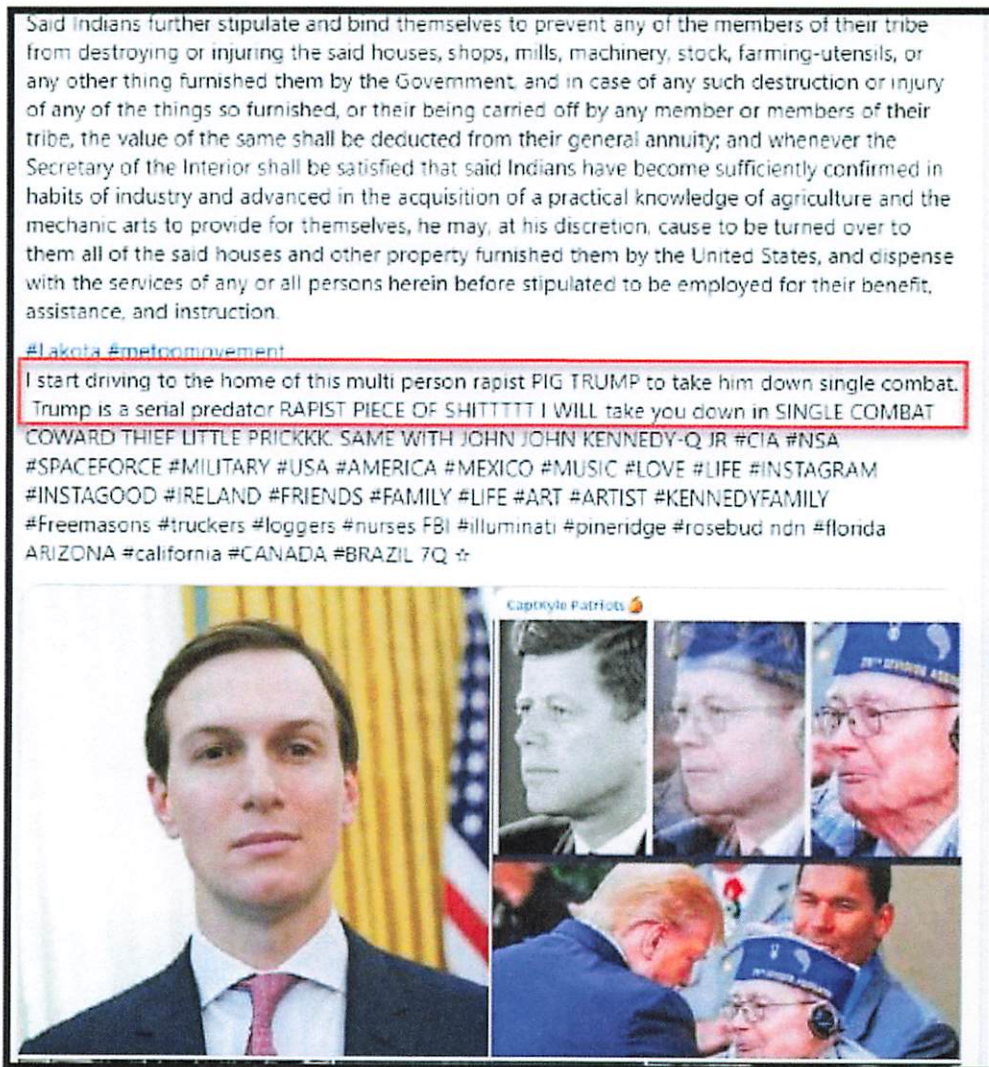 Said Indians further stipulate and bind themselves to prevent any of the members of their tribe
from destroying or injuring the said houses, shops, mills, machinery, stock, farming-utensils, or
any other thing furnished them by the Government, and in case of any such destruction or injury
of any of the things so furnished, or their being carried off by any member or members of their
tribe, the value of the same shall be deducted from their general annuity; and whenever the
Secretary of the Interior shall be satisfied that said Indians have become sufficiently confirmed in
habits of industry and advanced in the acquisition of a practical knowledge of agriculture and the
mechanic arts to provide for themselves, he may, at his discretion, cause to be turned over to
them all of the said houses and other property furnished them by the United States, and dispense
with the services of any or all persons herein before stipulated to be employed for their benefit,
assistance, and instruction.
#Lakota #metoomovement
I start driving to the home of this multi person rapist PIG TRUMP to take him down single combat.
Trump is a serial predator RAPIST PIECE OF SHITTTTT I WILL take you down in SINGLE COMBAT
COWARD THIEF LITTLE PRICKKK. SAME WITH JOHN JOHN KENNEDY-Q JR #CIA #NSA
#SPACEFORCE #MILITARY #USA #AMERICA #MEXICO #MUSIC #LOVE #LIFE #INSTAGRAM
#INSTAGOOD #IRELAND #FRIENDS #FAMILY #LIFE #ART #ARTIST #KENNEDYFAMILY
#Freemasons #truckers #loggers #nurses FBI #illuminati #pineridge #rosebud ndn #florida
ARIZONA #california #CANADA #BRAZIL 7Q ☆
CaptKyle Patriots